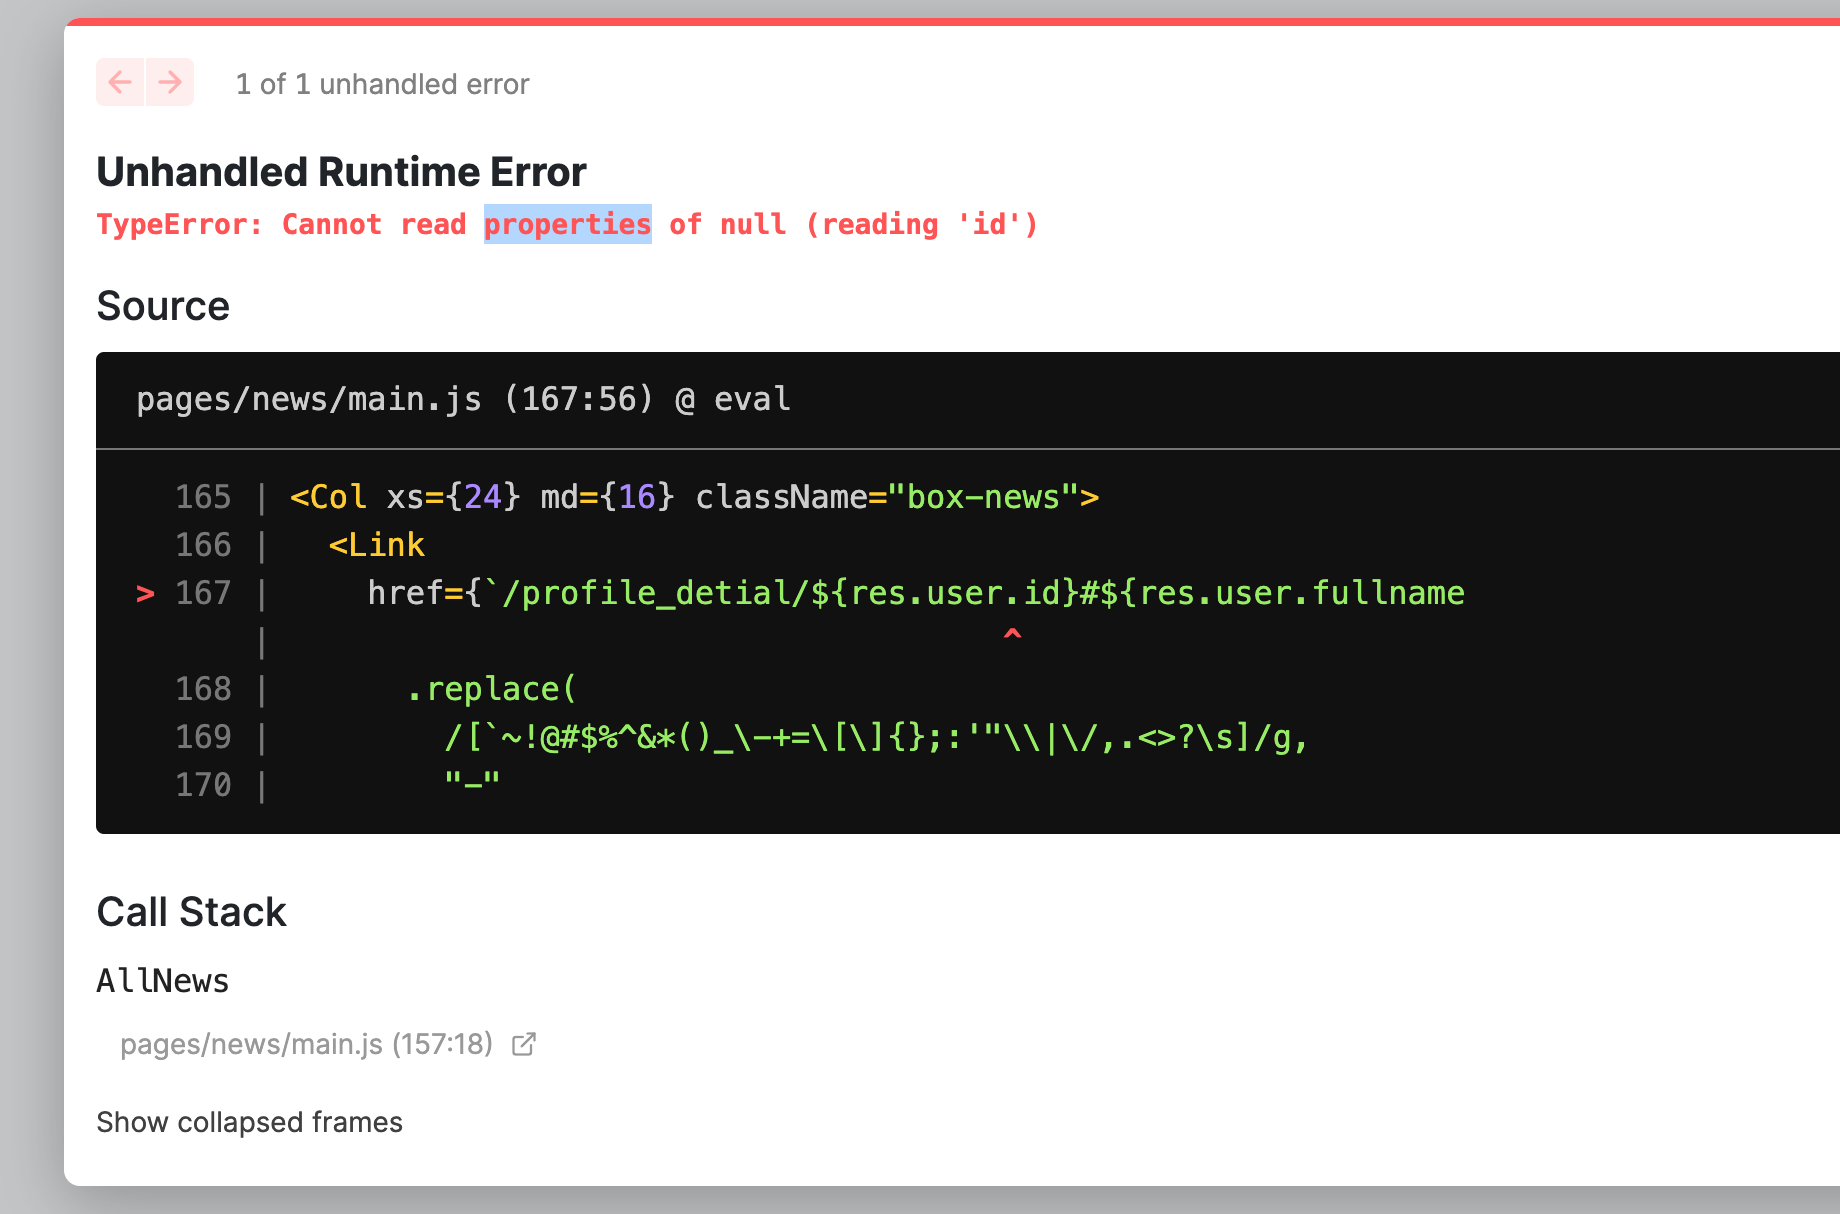 1 of 1 unhandled error
Unhandled Runtime Error
TypeError: Cannot read properties of null (reading 'id')
Source
pages/news/main.js (167:56) @ eval
165 | <Col xs={24} md={16} className="box-news">
166 |   <Link
> 167 |     href={`/profile_detial/${res.user.id}#${res.user.fullname
|                                      ^
168 |       .replace(
169 |         /[`~!@#$%^&*()_\-+=\[\]{};:'"\\|\/,.<>?\s]/g,
170 |         "-"
Call Stack
AllNews
pages/news/main.js (157:18)
Show collapsed frames